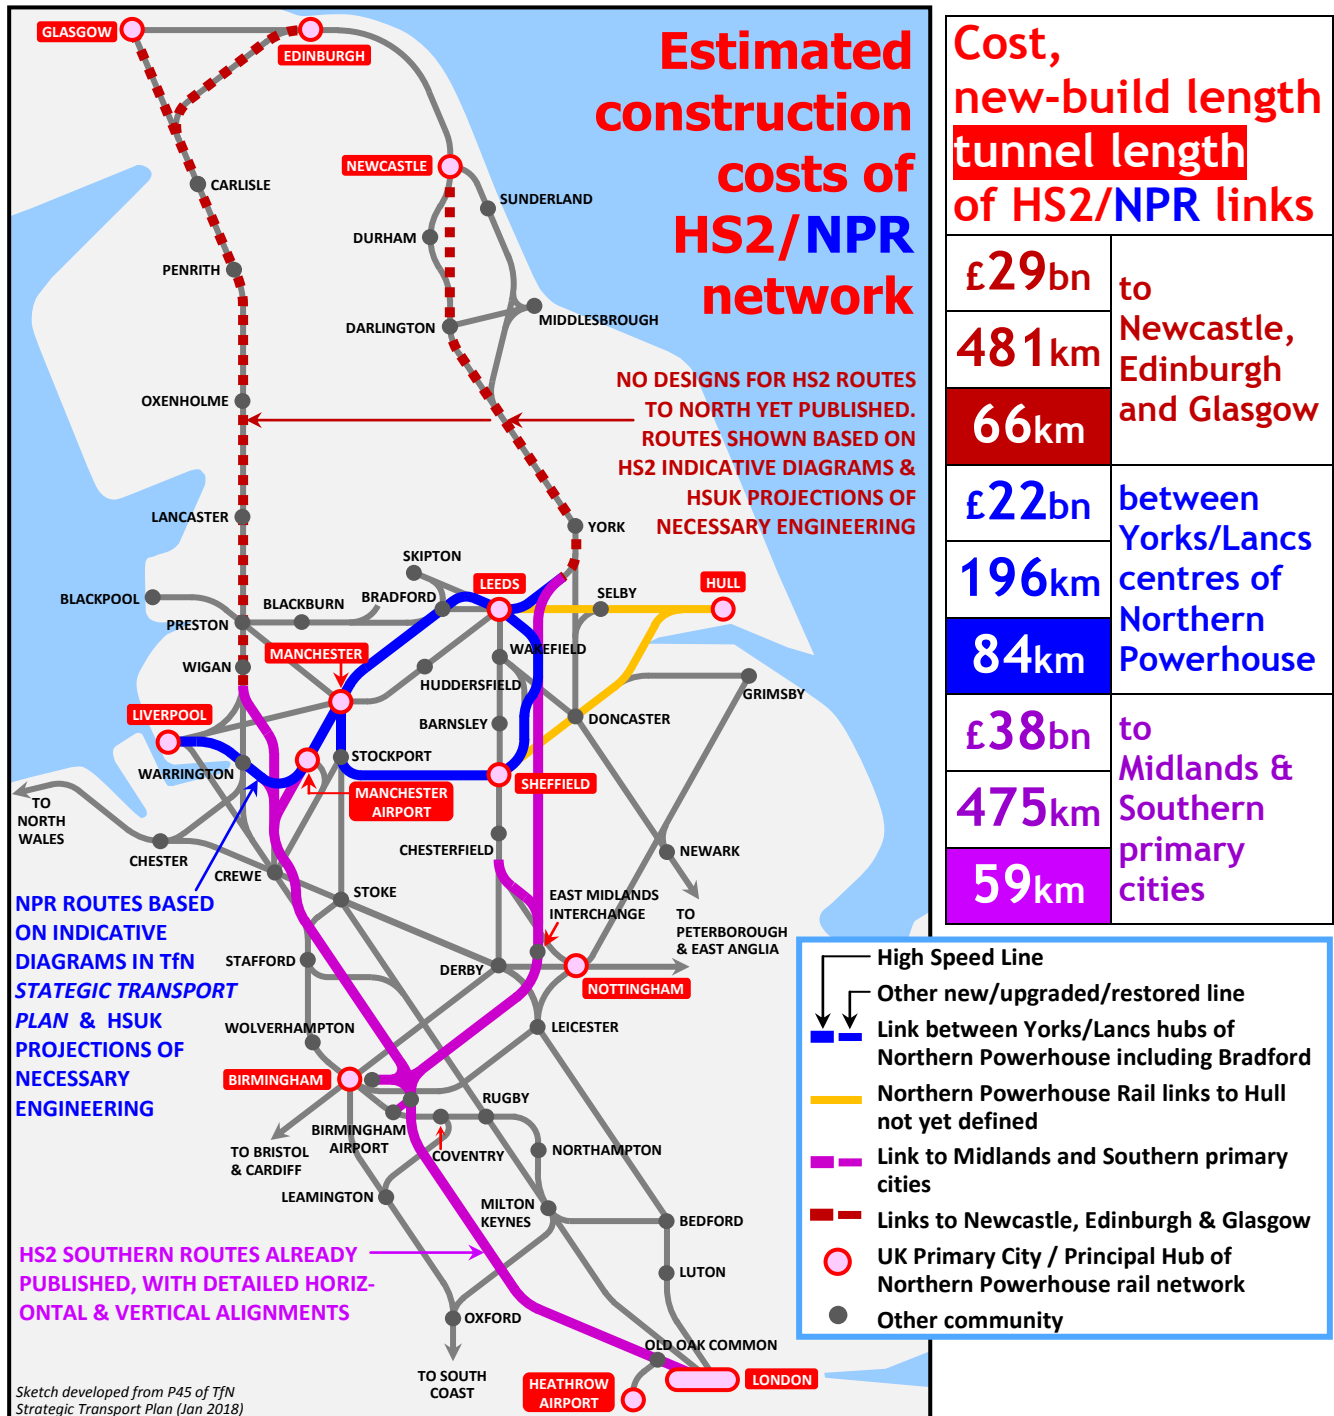 Estimated
construction
costs of
HS2/NPR
network
GLASGOW
EDINBURGH
NEWCASTLE
SUNDERLAND
CARLISLE
DURHAM
PENRITH
DARLINGTON
MIDDLESBROUGH
NO DESIGNS FOR HS2 ROUTES
TO NORTH YET PUBLISHED.
ROUTES SHOWN BASED ON
HS2 INDICATIVE DIAGRAMS &
HSUK PROJECTIONS OF
NECESSARY ENGINEERING
OXENHOLME
LANCASTER
YORK
SKIPTON
LEEDS
HULL
SELBY
BLACKPOOL
BLACKBURN
BRADFORD
PRESTON
MANCHESTER
WAKEFIELD
WIGAN
HUDDERSFIELD
GRIMSBY
LIVERPOOL
BARNSLEY
DONCASTER
STOCKPORT
WARRINGTON
SHEFFIELD
MANCHESTER
AIRPORT
TO
NORTH
WALES
CHESTER
CHESTERFIELD
NEWARK
CREWE
STOKE
EAST MIDLANDS
INTERCHANGE
TO
PETERBOROUGH
& EAST ANGLIA
NPR ROUTES BASED
ON INDICATIVE
DIAGRAMS IN TfN
STATEGIC TRANSPORT
PLAN & HSUK
PROJECTIONS OF
NECESSARY
ENGINEERING
STAFFORD
DERBY
NOTTINGHAM
WOLVERHAMPTON
LEICESTER
BIRMINGHAM
RUGBY
BIRMINGHAM
AIRPORT
COVENTRY
NORTHAMPTON
TO BRISTOL
& CARDIFF
LEAMINGTON
MILTON
KEYNES
BEDFORD
HS2 SOUTHERN ROUTES ALREADY
PUBLISHED, WITH DETAILED HORIZ-
ONTAL & VERTICAL ALIGNMENTS
LUTON
OXFORD
OLD OAK COMMON
TO SOUTH
COAST
HEATHROW
AIRPORT
LONDON
Sketch developed from P45 of TfN
Strategic Transport Plan (Jan 2018)
Cost,
new-build length
tunnel length
of HS2/NPR links
£29bn
481km
66km
to
Newcastle,
Edinburgh
and Glasgow
£22bn
196km
84km
between
Yorks/Lancs
centres of
Northern
Powerhouse
£38bn
475km
59km
to
Midlands &
Southern
primary
cities
High Speed Line
Other new/upgraded/restored line
Link between Yorks/Lancs hubs of
Northern Powerhouse including Bradford
Northern Powerhouse Rail links to Hull
not yet defined
Link to Midlands and Southern primary
cities
Links to Newcastle, Edinburgh & Glasgow
UK Primary City / Principal Hub of
Northern Powerhouse rail network
Other community